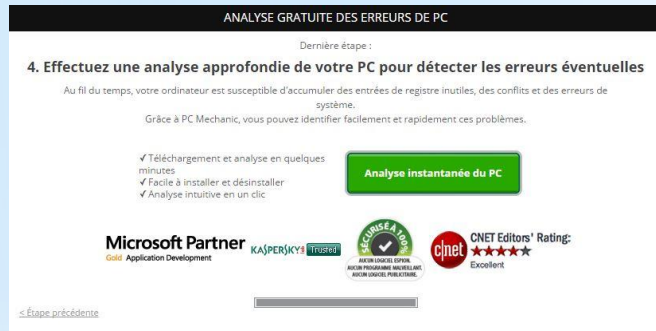 ANALYSE GRATUITE DES ERREURS DE PC
Dernière étape :
4. Effectuez une analyse approfondie de votre PC pour détecter les erreurs éventuelles
Au fil du temps, votre ordinateur est susceptible d'accumuler des entrées de registre inutiles, des conflits et des erreurs de
système.
Grâce à PC Mechanic, vous pouvez identifier facilement et rapidement ces problèmes.
✓ Téléchargement et analyse en quelques
minutes
✓ Facile à installer et désinstaller
✓ Analyse intuitive en un clic
Analyse instantanée du PC
Microsoft Partner
Gold Application Development
KASPERSKY Trusted
SÉCURISÉ À 100%
AUCUN LOGICIEL ESPION.
AUCUN PROGRAMME MALVEILLANT.
AUCUN LOGICIEL PUBLICITAIRE.
cnet
CNET Editors' Rating:
Excellent
< Étape précédente